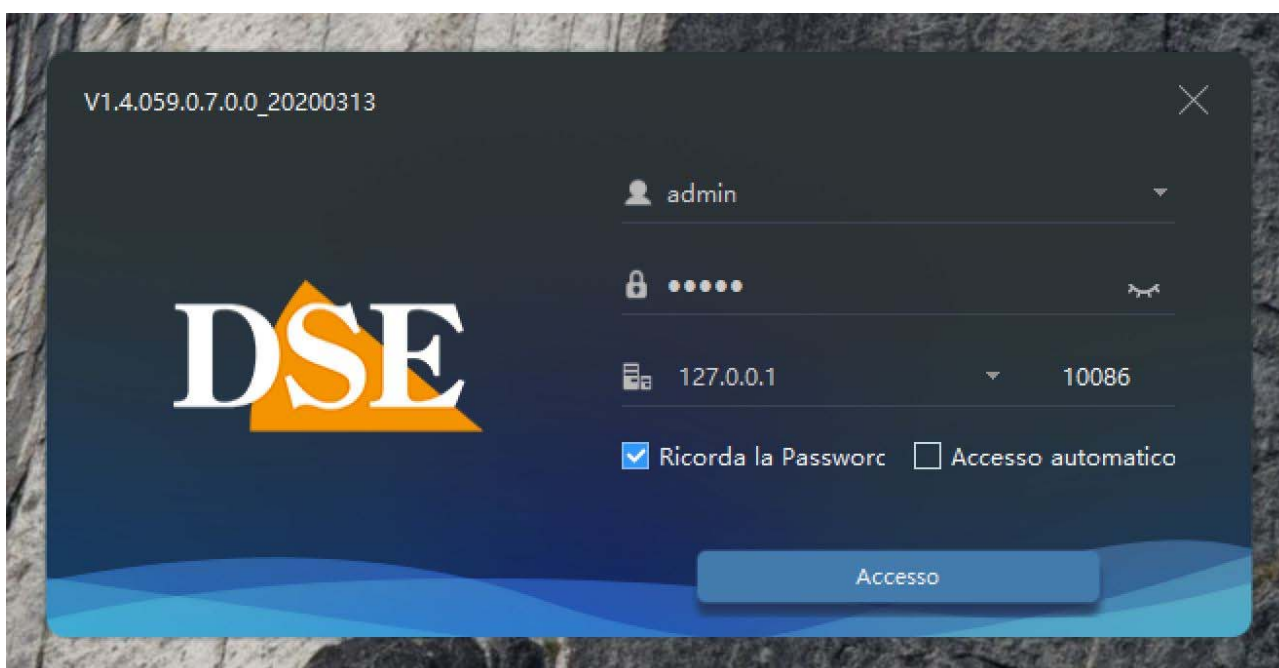 V1.4.059.0.7.0.0_20200313
admin
•••••
DSE
127.0.0.1 10086
Ricorda la Passworc Accesso automatico
Accesso